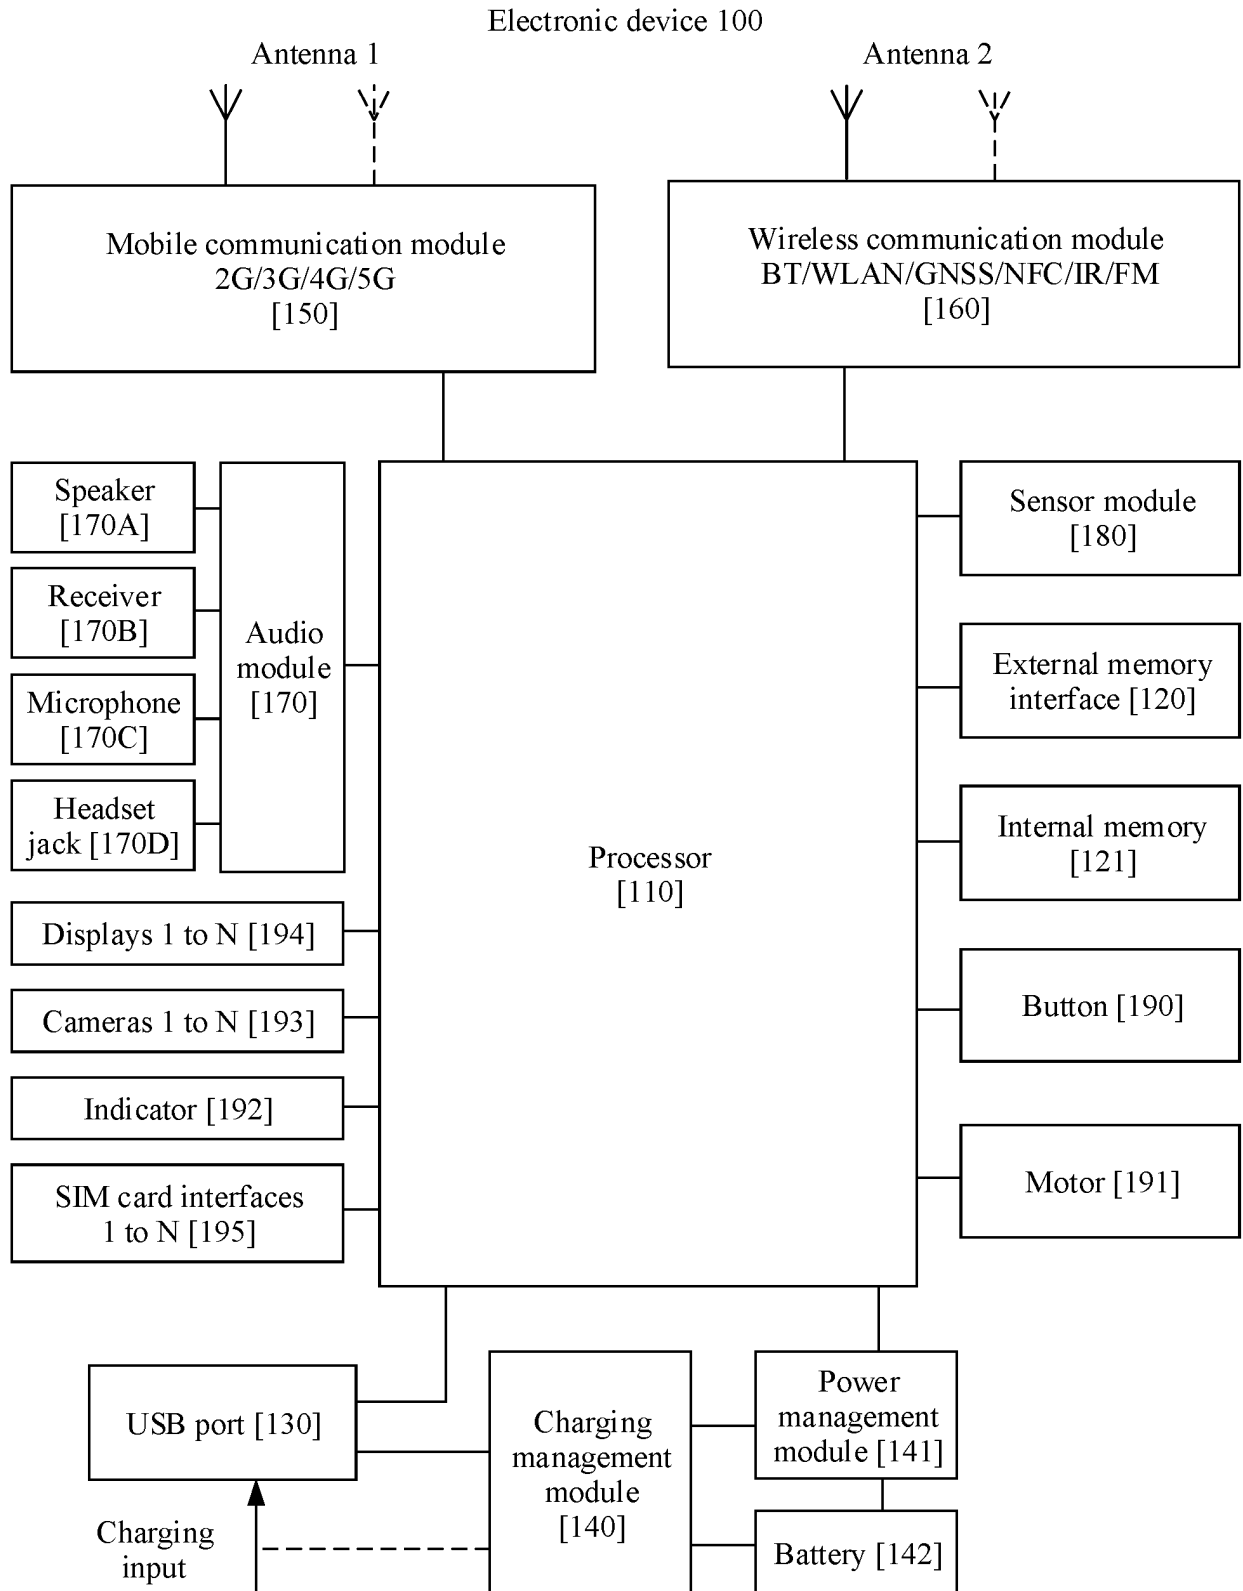 Electronic device 100
Antenna 1
Antenna 2
Mobile communication module
2G/3G/4G/5G
[150]
Wireless communication module
BT/WLAN/GNSS/NFC/IR/FM
[160]
Speaker
[170A]
Receiver
[170B]
Microphone
[170C]
Headset
jack [170D]
Audio
module
[170]
Displays 1 to N [194]
Cameras 1 to N [193]
Indicator [192]
SIM card interfaces
1 to N [195]
Processor
[110]
Sensor module
[180]
External memory
interface [120]
Internal memory
[121]
Button [190]
Motor [191]
USB port [130]
Charging
input
Charging
management
module
[140]
Power
management
module [141]
Battery [142]